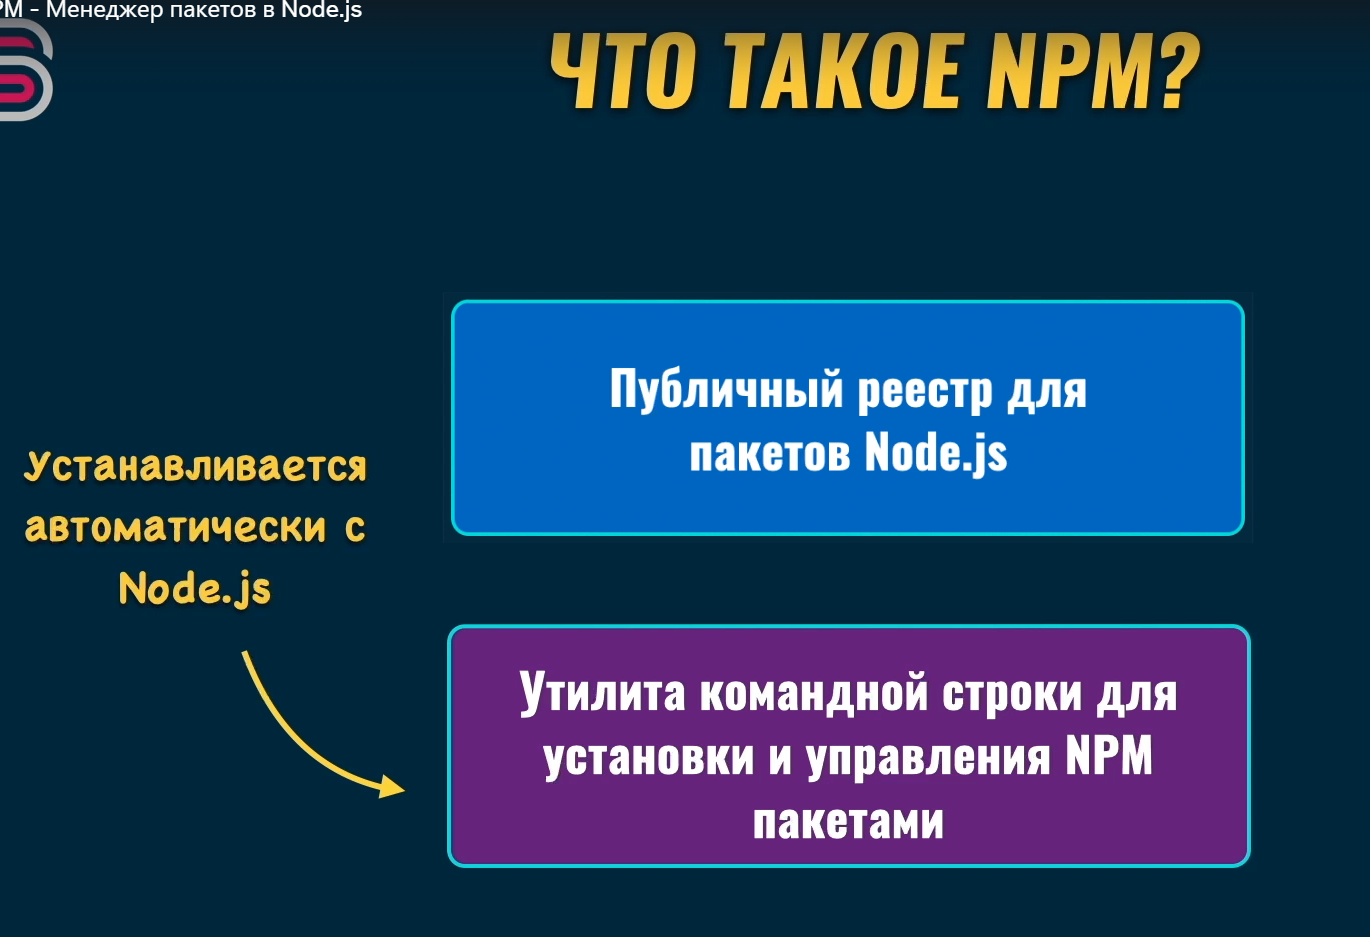 - Менеджер пакетов в Node.js
ЧТО ТАКОЕ NPM?
Публичный реестр для
пакетов Node.js
Устанавливается
автоматически с
Node.js
Утилита командной строки для
установки и управления NPM
пакетами